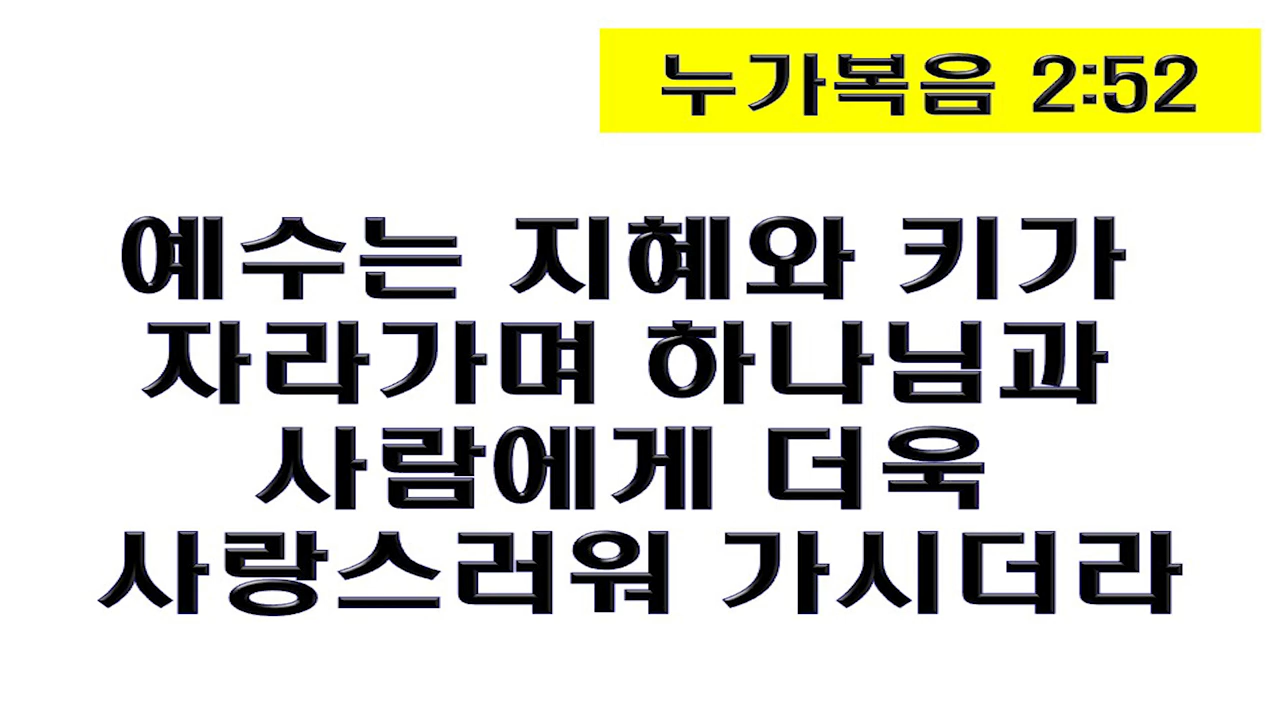 누가복음 2:52
예수는 지혜와 키가
자라가며 하나님과
사람에게 더욱
사랑스러워 가시더라